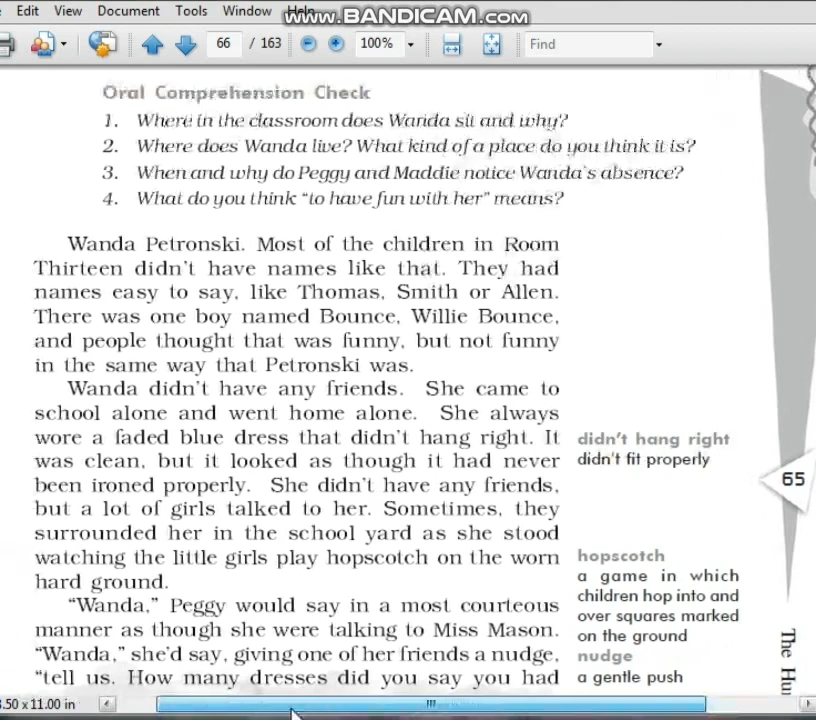 Edit View Document Tools Window Help
www.BANDICAM.com
66 / 163 100% Find
Oral Comprehension Check
1. Where in the classroom does Wanda sit and why?
2. Where does Wanda live? What kind of a place do you think it is?
3. When and why do Peggy and Maddie notice Wanda's absence?
4. What do you think “to have fun with her” means?
Wanda Petronski. Most of the children in Room
Thirteen didn't have names like that. They had
names easy to say, like Thomas, Smith or Allen.
There was one boy named Bounce, Willie Bounce,
and people thought that was funny, but not funny
in the same way that Petronski was.
Wanda didn't have any friends. She came to
school alone and went home alone. She always
wore a faded blue dress that didn't hang right. It
was clean, but it looked as though it had never
been ironed properly. She didn't have any friends,
but a lot of girls talked to her. Sometimes, they
surrounded her in the school yard as she stood
watching the little girls play hopscotch on the worn
hard ground.
“Wanda,” Peggy would say in a most courteous
manner as though she were talking to Miss Mason.
“Wanda,” she'd say, giving one of her friends a nudge,
“tell us. How many dresses did you say you had
didn't hang right
didn't fit properly
hopscotch
a game in which
children hop into and
over squares marked
on the ground
nudge
a gentle push
65
The Hu
8.50 x 11.00 in